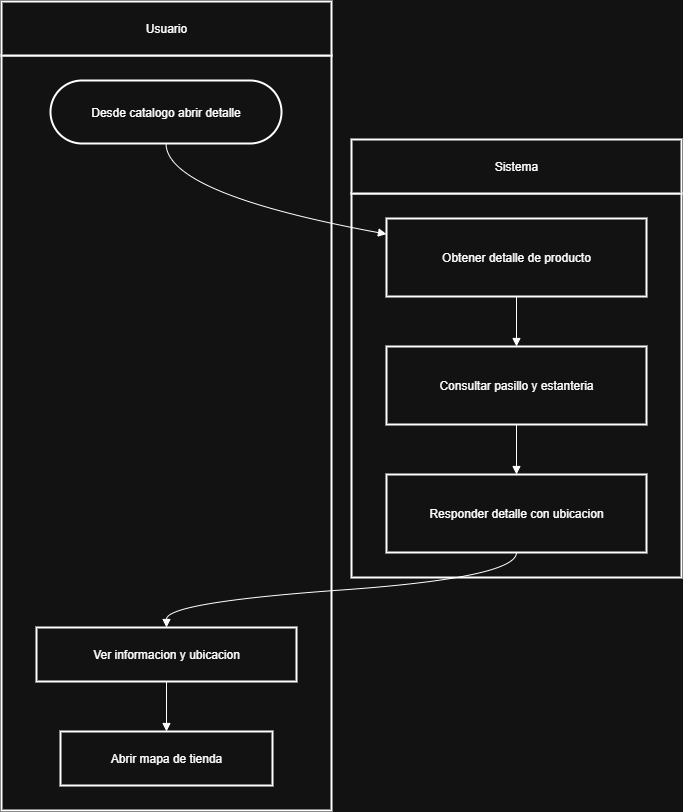 Usuario
Desde catalogo abrir detalle
Sistema
Obtener detalle de producto
Consultar pasillo y estanteria
Responder detalle con ubicacion
Ver informacion y ubicacion
Abrir mapa de tienda